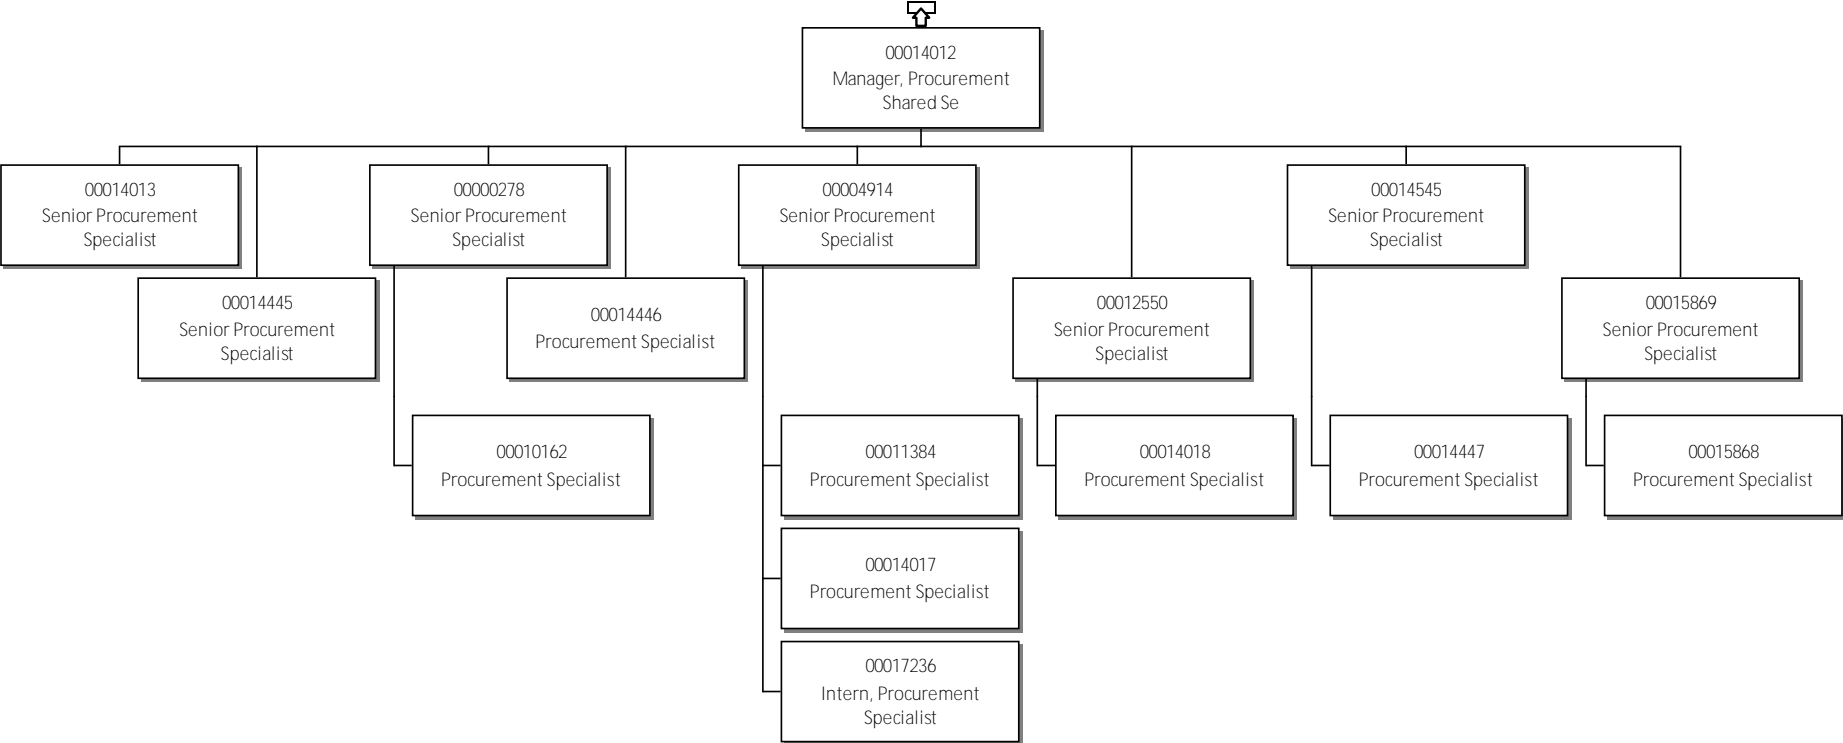 00014012
Manager, Procurement
Shared Se
00014013
Senior Procurement
Specialist
00000278
Senior Procurement
Specialist
00004914
Senior Procurement
Specialist
00014545
Senior Procurement
Specialist
00014445
Senior Procurement
Specialist
00014446
Procurement Specialist
00012550
Senior Procurement
Specialist
00015869
Senior Procurement
Specialist
00010162
Procurement Specialist
00011384
Procurement Specialist
00014018
Procurement Specialist
00014447
Procurement Specialist
00015868
Procurement Specialist
00014017
Procurement Specialist
00017236
Intern, Procurement
Specialist